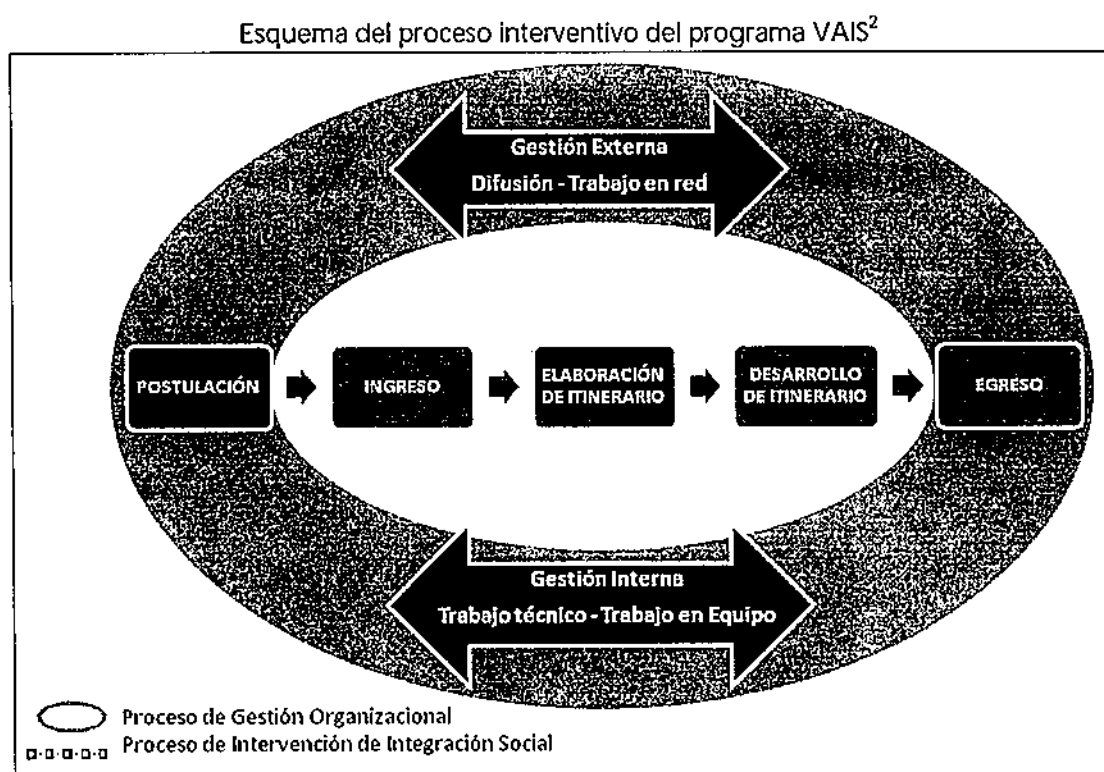 Esquema del proceso interventivo del programa VAIS²
Gestión Externa
Difusión - Trabajo en red
POSTULACIÓN
INGRESO
ELABORACIÓN
DE ITINERARIO
DESARROLLO
DE ITINERARIO
EGRESO
Gestión Interna
Trabajo técnico - Trabajo en Equipo
Proceso de Gestión Organizacional
Proceso de Intervención de Integración Social